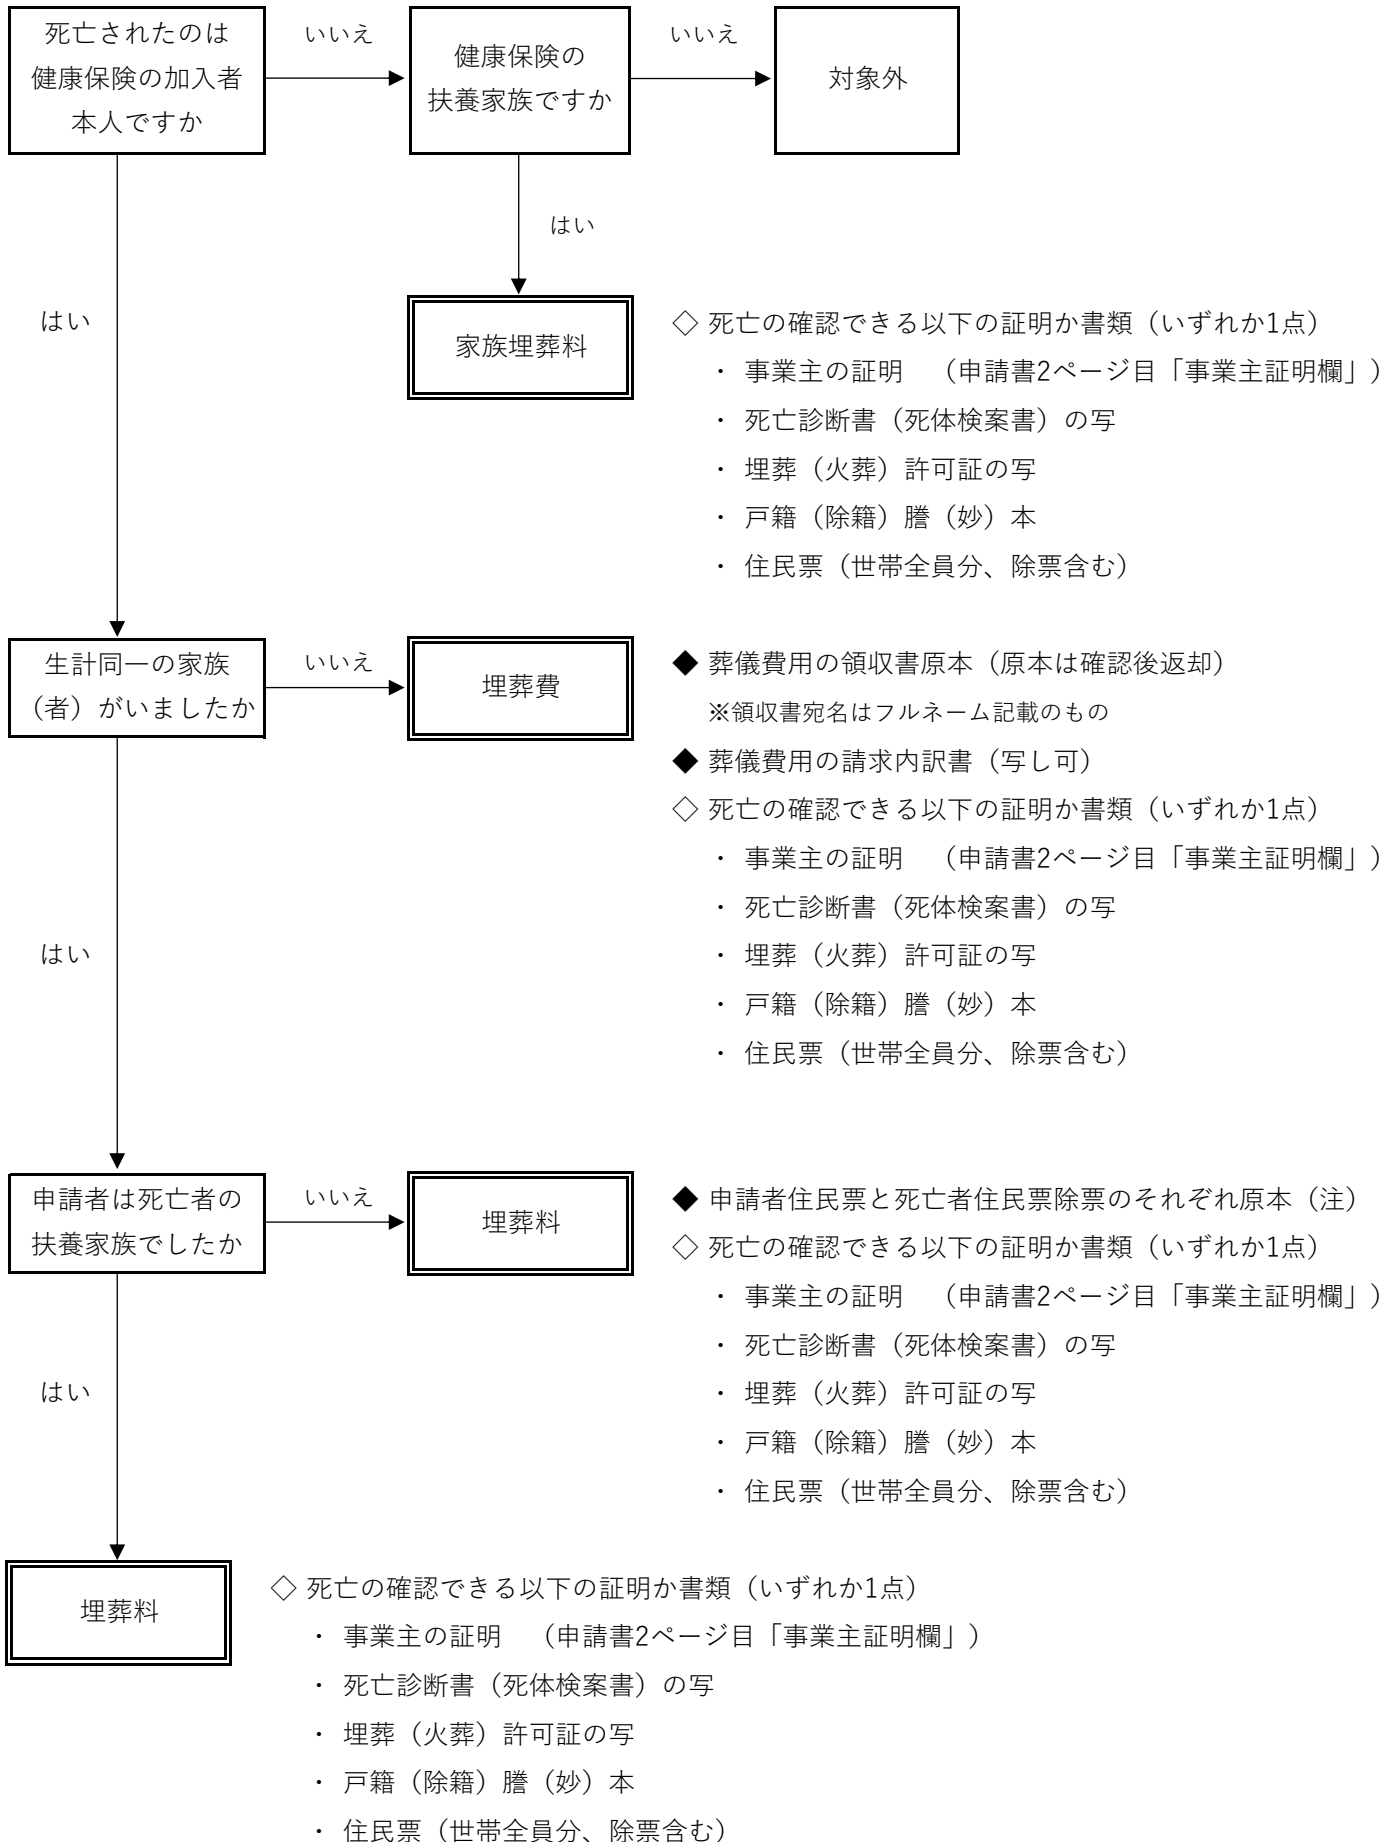 死亡されたのは
健康保険の加入者
本人ですか
いいえ
健康保険の
扶養家族ですか
いいえ
対象外
はい
はい
家族埋葬料
◇ 死亡の確認できる以下の証明か書類（いずれか1点）
・ 事業主の証明　（申請書2ページ目「事業主証明欄」）
・ 死亡診断書（死体検案書）の写
・ 埋葬（火葬）許可証の写
・ 戸籍（除籍）謄（妙）本
・ 住民票（世帯全員分、除票含む）
生計同一の家族
（者）がいましたか
いいえ
埋葬費
◆ 葬儀費用の領収書原本（原本は確認後返却）
※領収書宛名はフルネーム記載のもの
◆ 葬儀費用の請求内訳書（写し可）
◇ 死亡の確認できる以下の証明か書類（いずれか1点）
・ 事業主の証明　（申請書2ページ目「事業主証明欄」）
・ 死亡診断書（死体検案書）の写
・ 埋葬（火葬）許可証の写
・ 戸籍（除籍）謄（妙）本
・ 住民票（世帯全員分、除票含む）
はい
申請者は死亡者の
扶養家族でしたか
いいえ
埋葬料
◆ 申請者住民票と死亡者住民票除票のそれぞれ原本（注）
◇ 死亡の確認できる以下の証明か書類（いずれか1点）
・ 事業主の証明　（申請書2ページ目「事業主証明欄」）
・ 死亡診断書（死体検案書）の写
・ 埋葬（火葬）許可証の写
・ 戸籍（除籍）謄（妙）本
・ 住民票（世帯全員分、除票含む）
はい
埋葬料
◇ 死亡の確認できる以下の証明か書類（いずれか1点）
・ 事業主の証明　（申請書2ページ目「事業主証明欄」）
・ 死亡診断書（死体検案書）の写
・ 埋葬（火葬）許可証の写
・ 戸籍（除籍）謄（妙）本
・ 住民票（世帯全員分、除票含む）